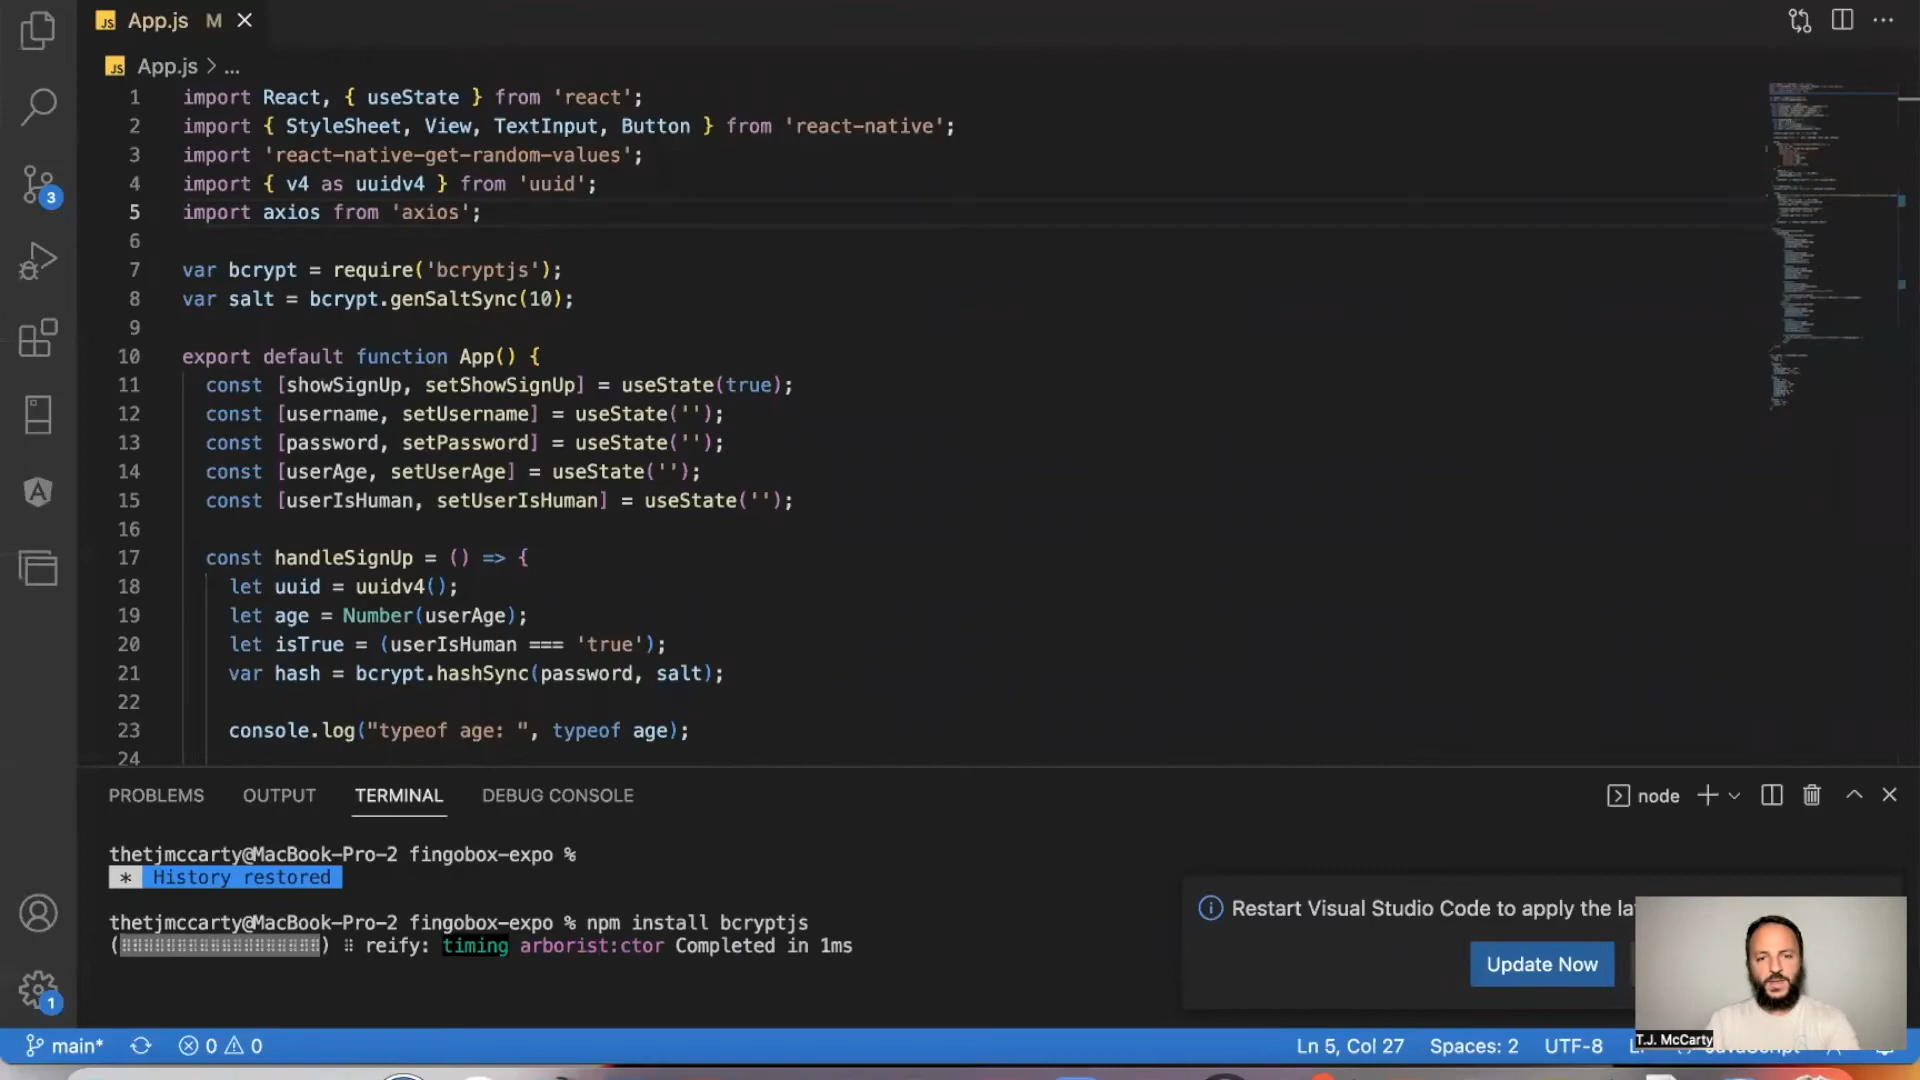 JS App.js M
JS App.js > ...
1 import React, { useState } from 'react';
2 import { StyleSheet, View, TextInput, Button } from 'react-native';
3 import 'react-native-get-random-values';
4 import { v4 as uuidv4 } from 'uuid';
5 import axios from 'axios';
6
7 var bcrypt = require('bcryptjs');
8 var salt = bcrypt.genSaltSync(10);
9
10 export default function App() {
11 const [showSignUp, setShowSignUp] = useState(true);
12 const [username, setUsername] = useState('');
13 const [password, setPassword] = useState('');
14 const [userAge, setUserAge] = useState('');
15 const [userIsHuman, setUserIsHuman] = useState('');
16
17 const handleSignUp = () => {
18 let uuid = uuidv4();
19 let age = Number(userAge);
20 let isTrue = (userIsHuman === 'true');
21 var hash = bcrypt.hashSync(password, salt);
22
23 console.log("typeof age: ", typeof age);
24
3
PROBLEMS OUTPUT TERMINAL DEBUG CONSOLE node
thetjmccarty@MacBook-Pro-2 fingobox-expo %
* History restored
thetjmccarty@MacBook-Pro-2 fingobox-expo % npm install bcryptjs
reify: timing arborist:ctor Completed in 1ms
Restart Visual Studio Code to apply the
Update Now
T.J. McCarty
1
main* 0 0 Ln 5, Col 27 Spaces: 2 UTF-8